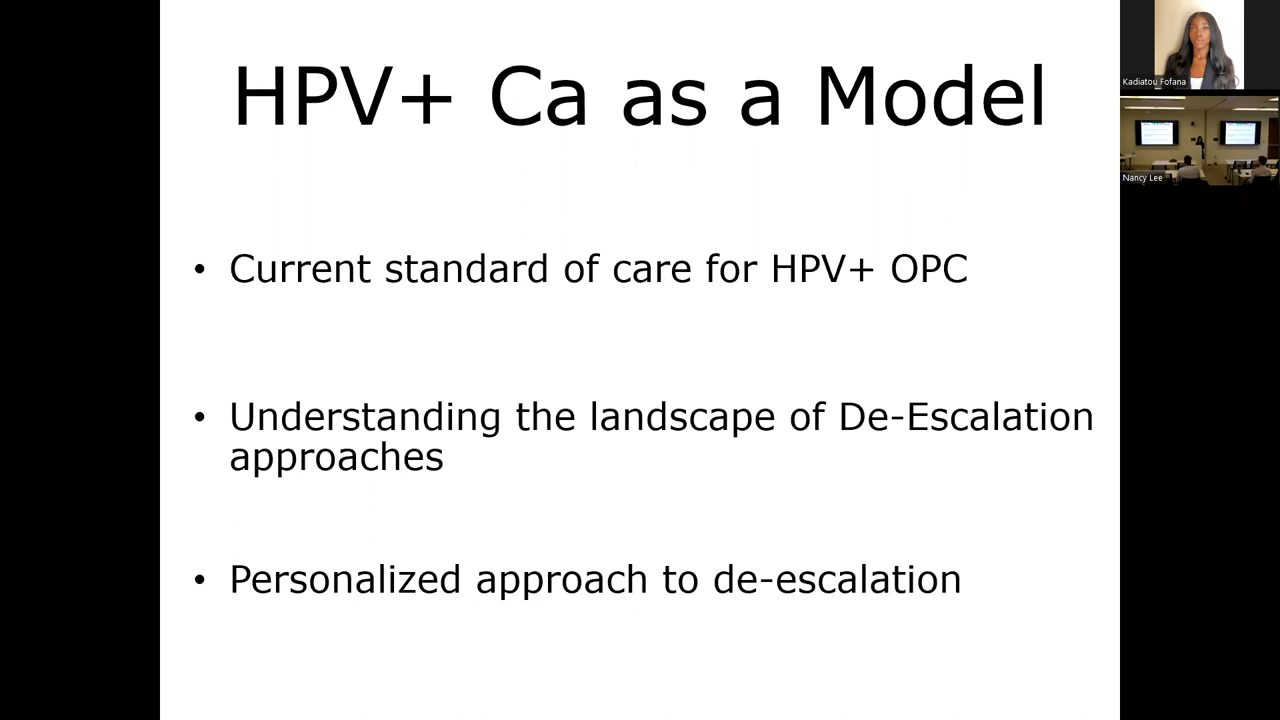 HPV+ Ca as a Model
• Current standard of care for HPV+ OPC
• Understanding the landscape of De-Escalation
approaches
• Personalized approach to de-escalation
Kadiatou Fofana
Nancy Lee